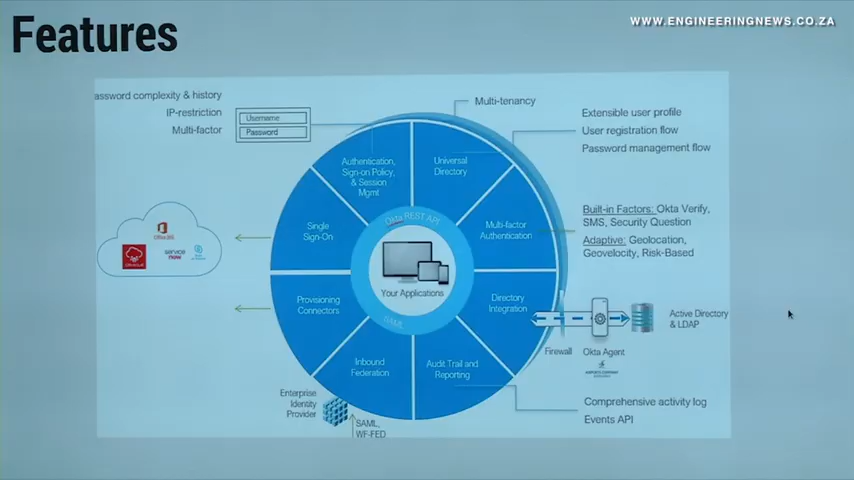 Features
WWW.ENGINEERINGNEWS.CO.ZA
assword complexity & history
IP-restriction
Multi-factor
Username
Password
Multi-tenancy
Extensible user profile
User registration flow
Password management flow
Authentication,
Sign-on Policy,
& Session
Mgmt
Universal
Directory
Single
Sign-On
Okta REST API
Multi-factor
Authentication
Built-in Factors: Okta Verify,
SMS, Security Question
Adaptive: Geolocation,
Geovelocity, Risk-Based
Office 365
ORACLE
service
now
Your Applications
Provisioning
Connectors
SAML
Directory
Integration
Active Directory
& LDAP
Firewall
Okta Agent
Inbound
Federation
Audit Trail and
Reporting
Enterprise
Identity
Provider
SAML,
WF-FED
Comprehensive activity log
Events API